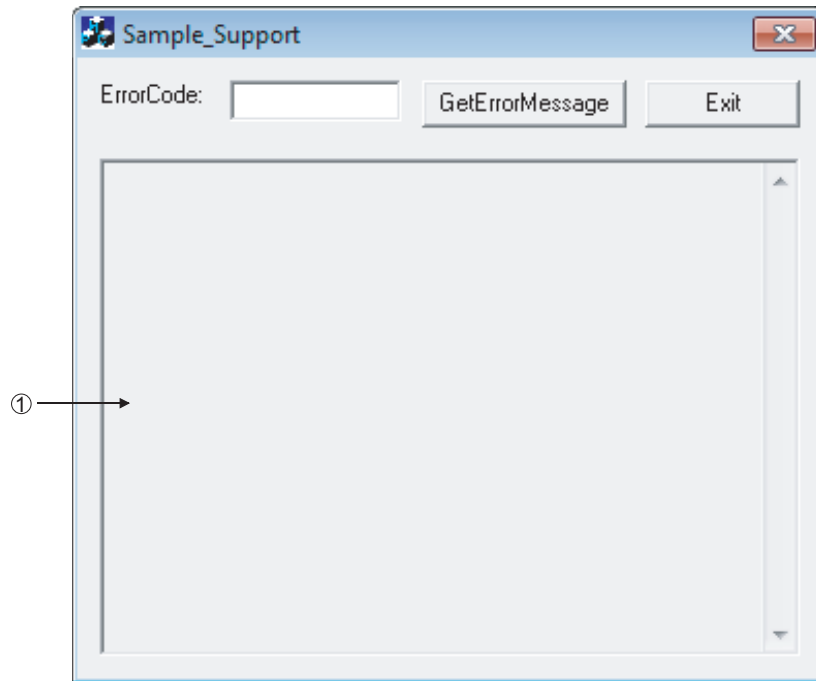 Sample_Support
ErrorCode:
GetErrorMessage
Exit
①